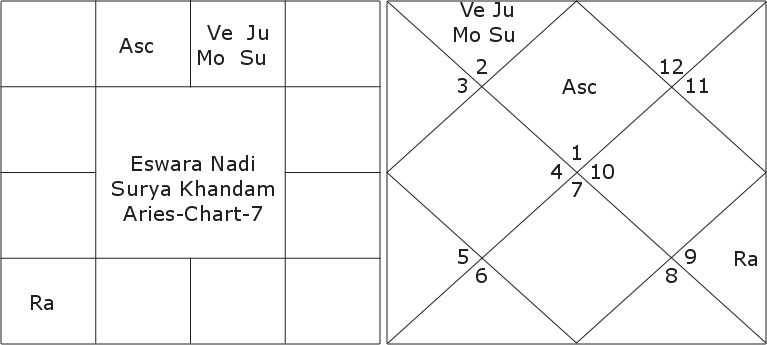 Asc
Ve Ju
Mo Su
Eswara Nadi
Surya Khandam
Aries-Chart-7
Ra
Ve Ju
Mo Su
2
3
12
11
Asc
1
4
10
7
5
6
9
8
Ra